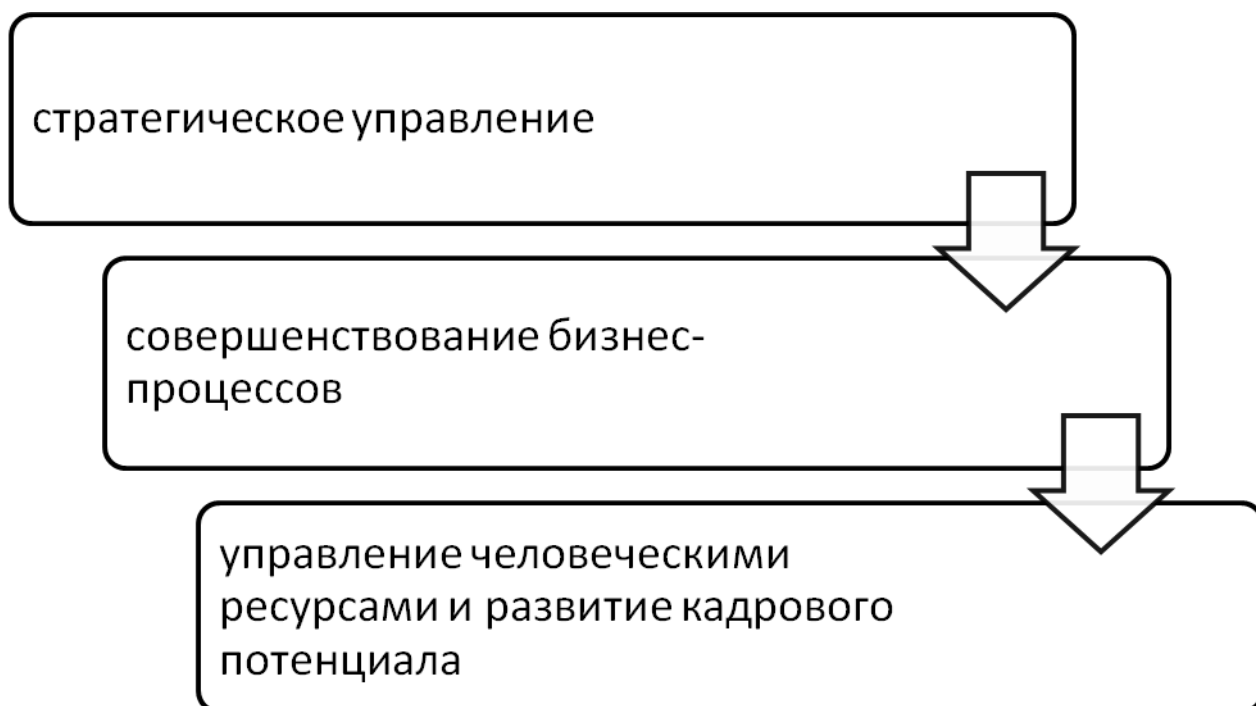 стратегическое управление
совершенствование бизнес-
процессов
управление человеческими
ресурсами и развитие кадрового
потенциала